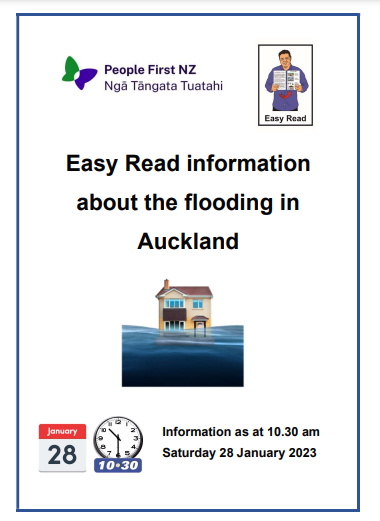 People First NZ
Ngā Tāngata Tuatahi
Easy Read
Easy Read information
about the flooding in
Auckland
January
28
10•30
Information as at 10.30 am
Saturday 28 January 2023